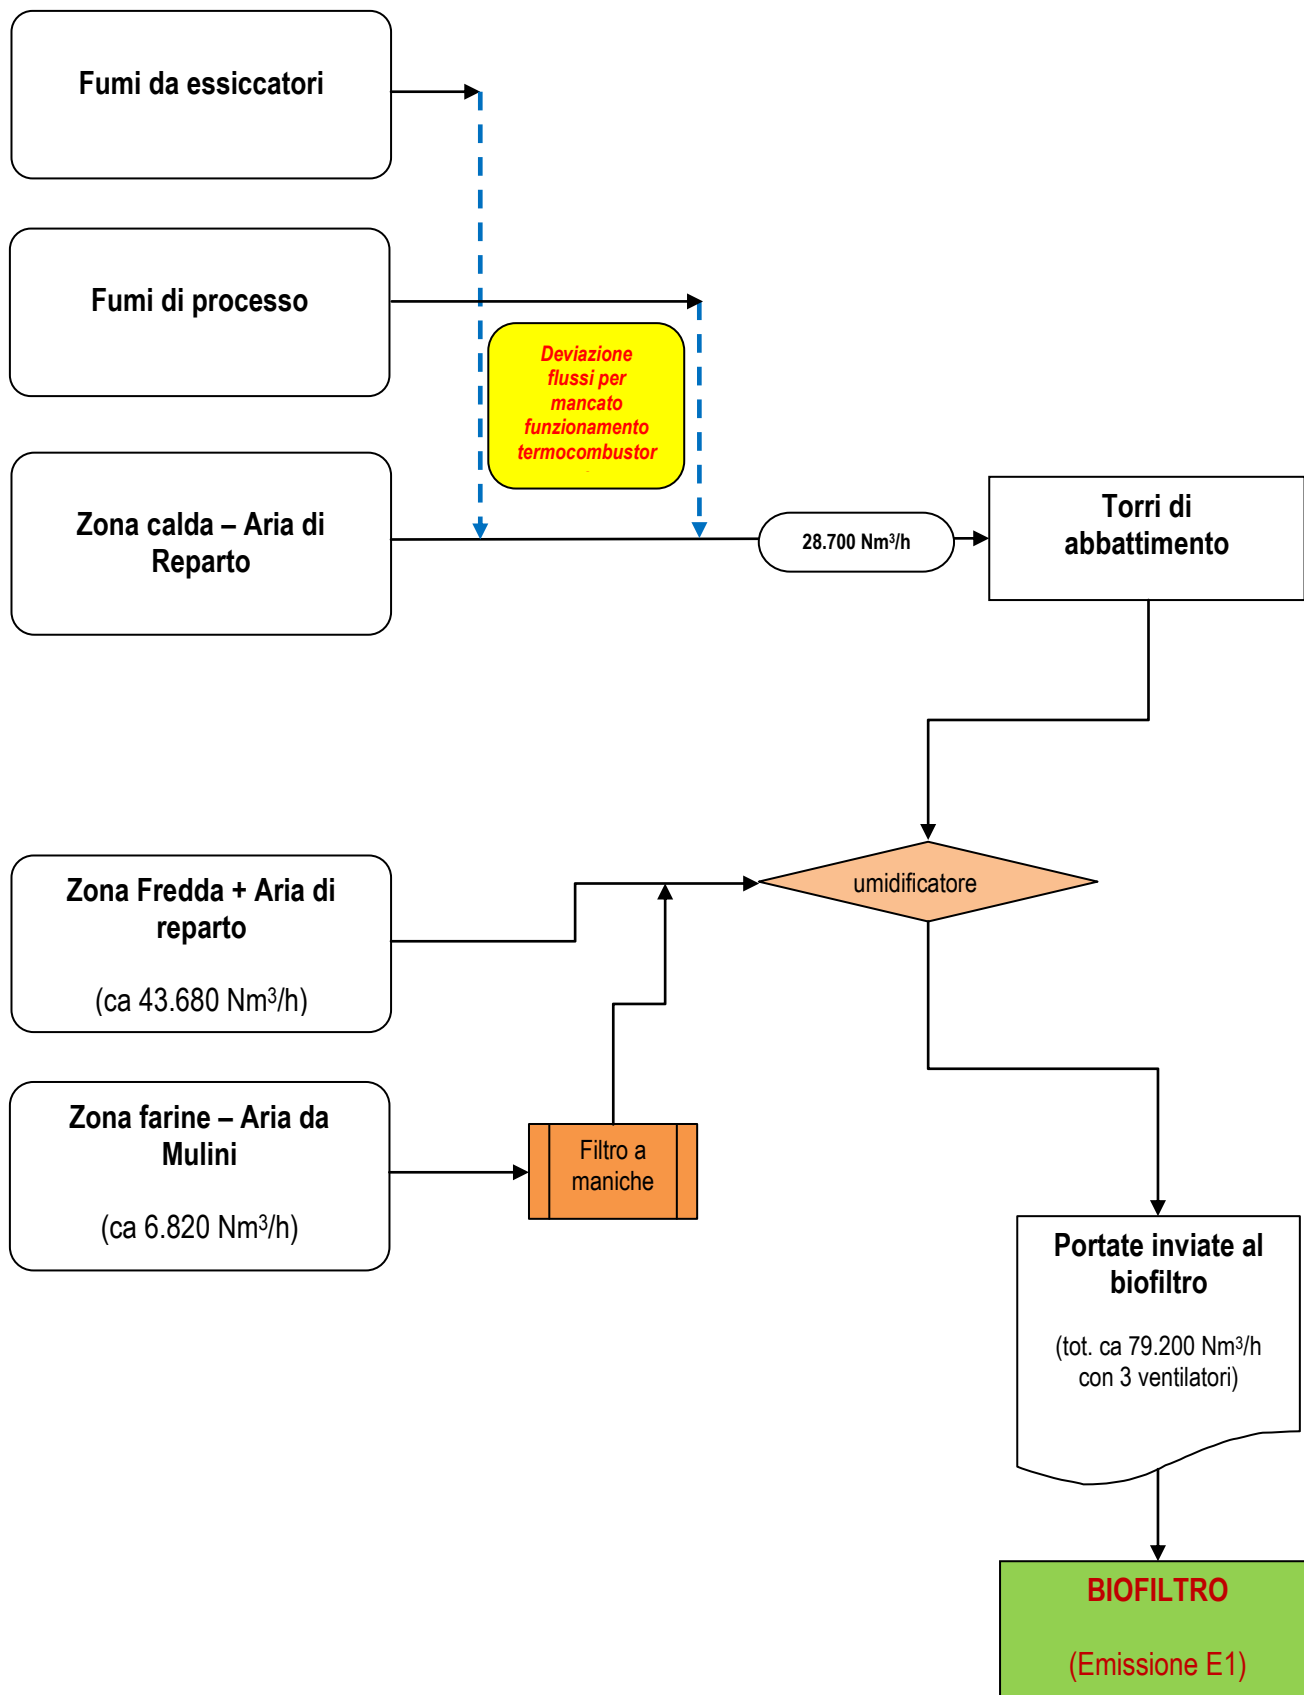 Fumi da essiccatori
Fumi di processo
Deviazione
flussi per
mancato
funzionamento
termocombustor
Zona calda – Aria di
Reparto
28.700 Nm³/h
Torri di
abbattimento
umidificatore
Zona Fredda + Aria di
reparto
(ca 43.680 Nm³/h)
Zona farine – Aria da
Mulini
(ca 6.820 Nm³/h)
Filtro a
maniche
Portate inviate al
biofiltro
(tot. ca 79.200 Nm³/h
con 3 ventilatori)
BIOFILTRO
(Emissione E1)